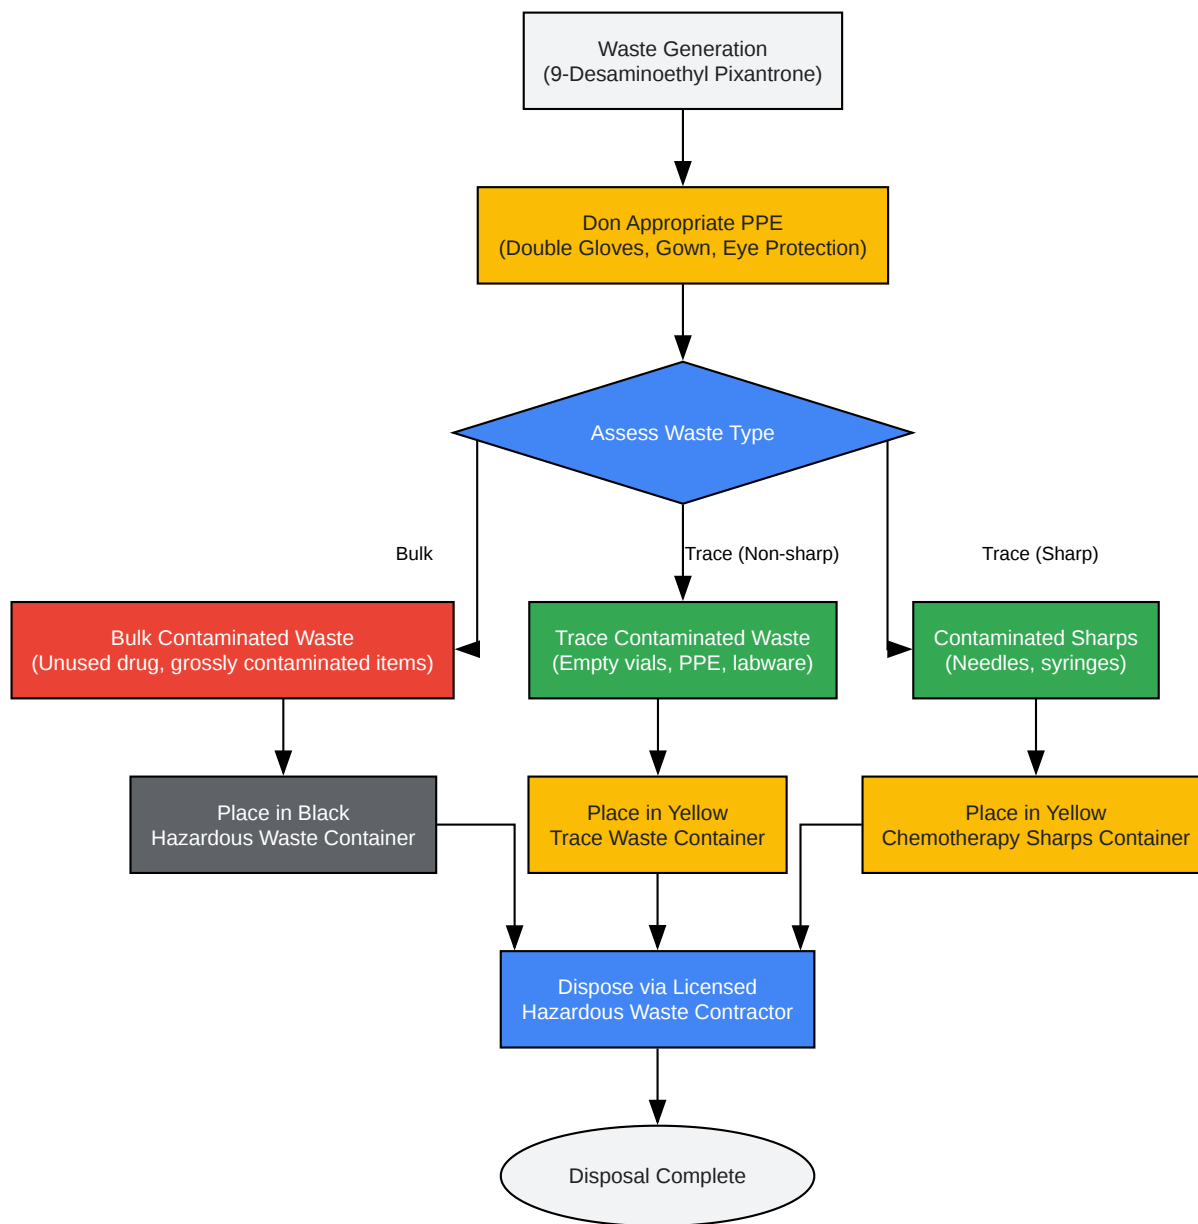 Waste Generation
(9-Desaminoethyl Pixantrone)
Don Appropriate PPE
(Double Gloves, Gown, Eye Protection)
Assess Waste Type
Bulk
Trace (Non-sharp)
Trace (Sharp)
Bulk Contaminated Waste
(Unused drug, grossly contaminated items)
Trace Contaminated Waste
(Empty vials, PPE, labware)
Contaminated Sharps
(Needles, syringes)
Place in Black
Hazardous Waste Container
Place in Yellow
Trace Waste Container
Place in Yellow
Chemotherapy Sharps Container
Dispose via Licensed
Hazardous Waste Contractor
Disposal Complete